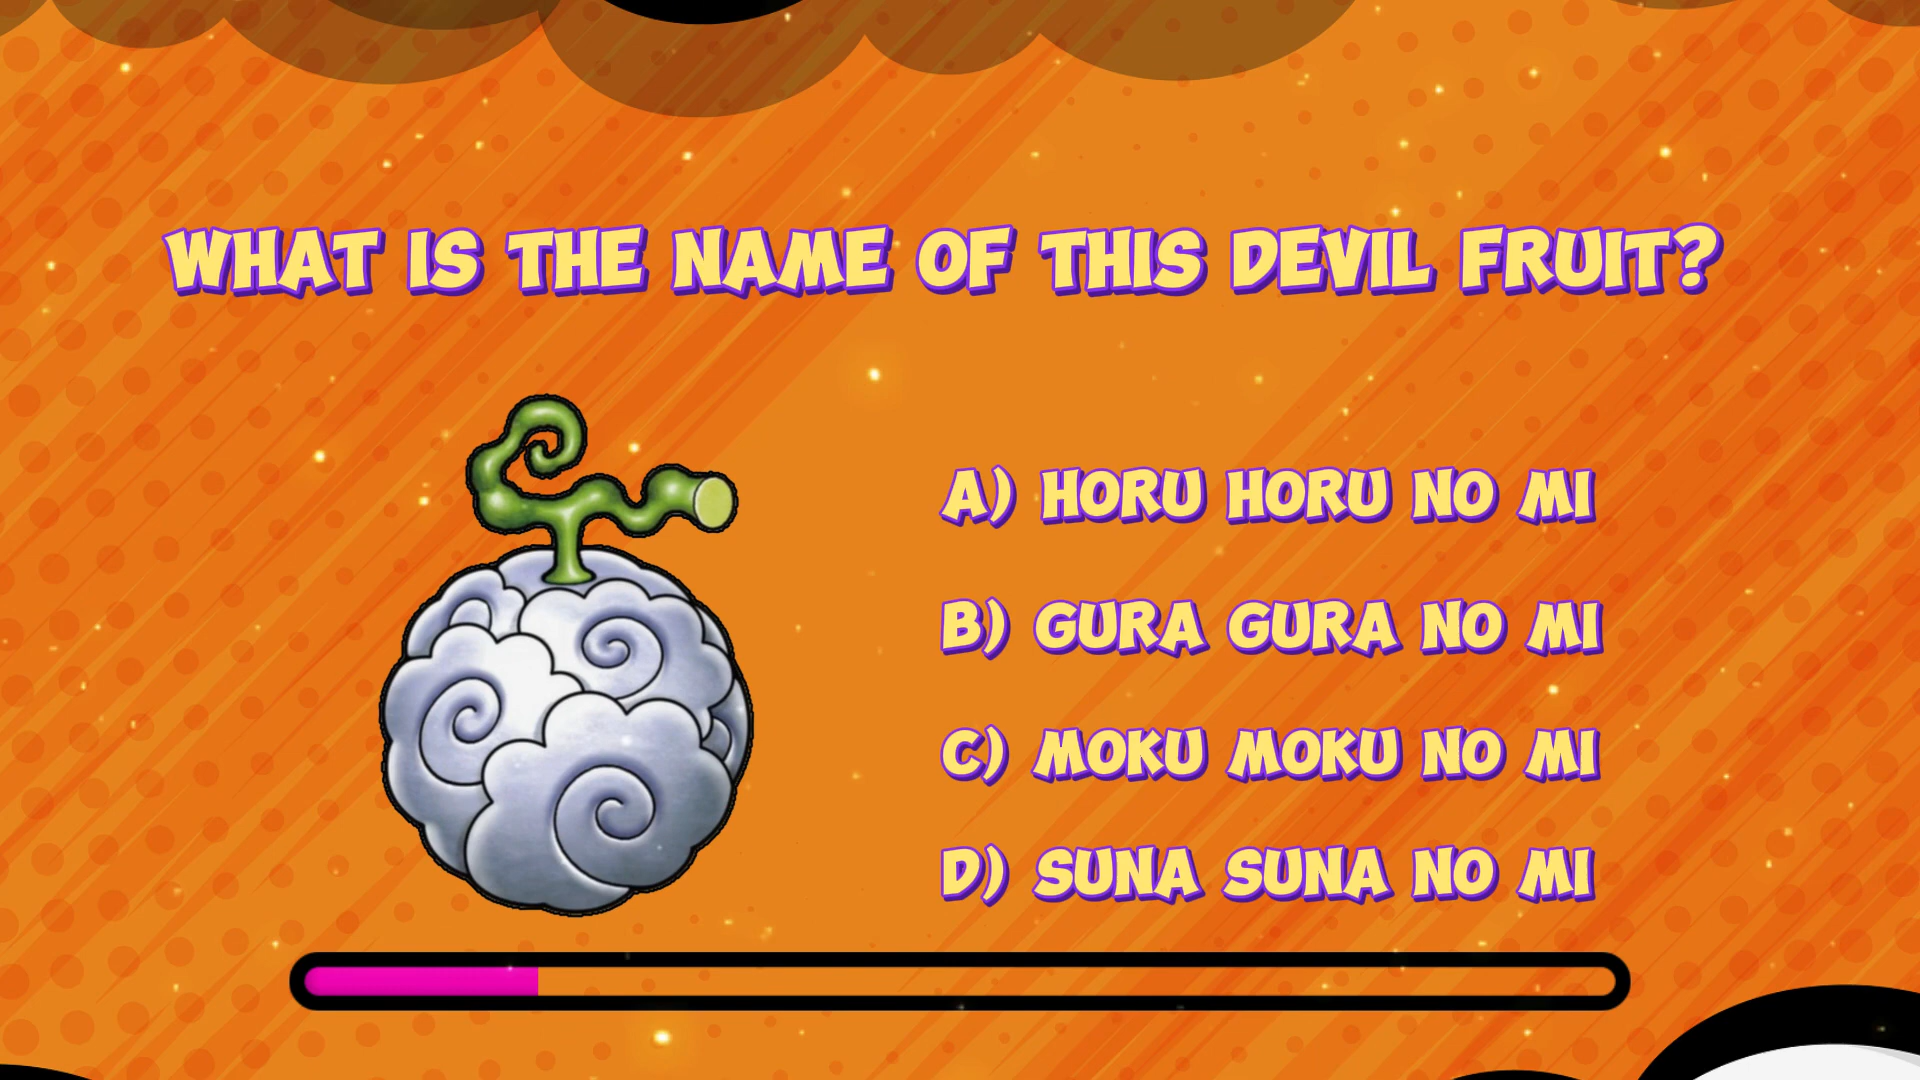 WHAT IS THE NAME OF THIS DEVIL FRUIT?
A) HORU HORU NO MI
B) GURA GURA NO MI
C) MOKU MOKU NO MI
D) SUNA SUNA NO MI